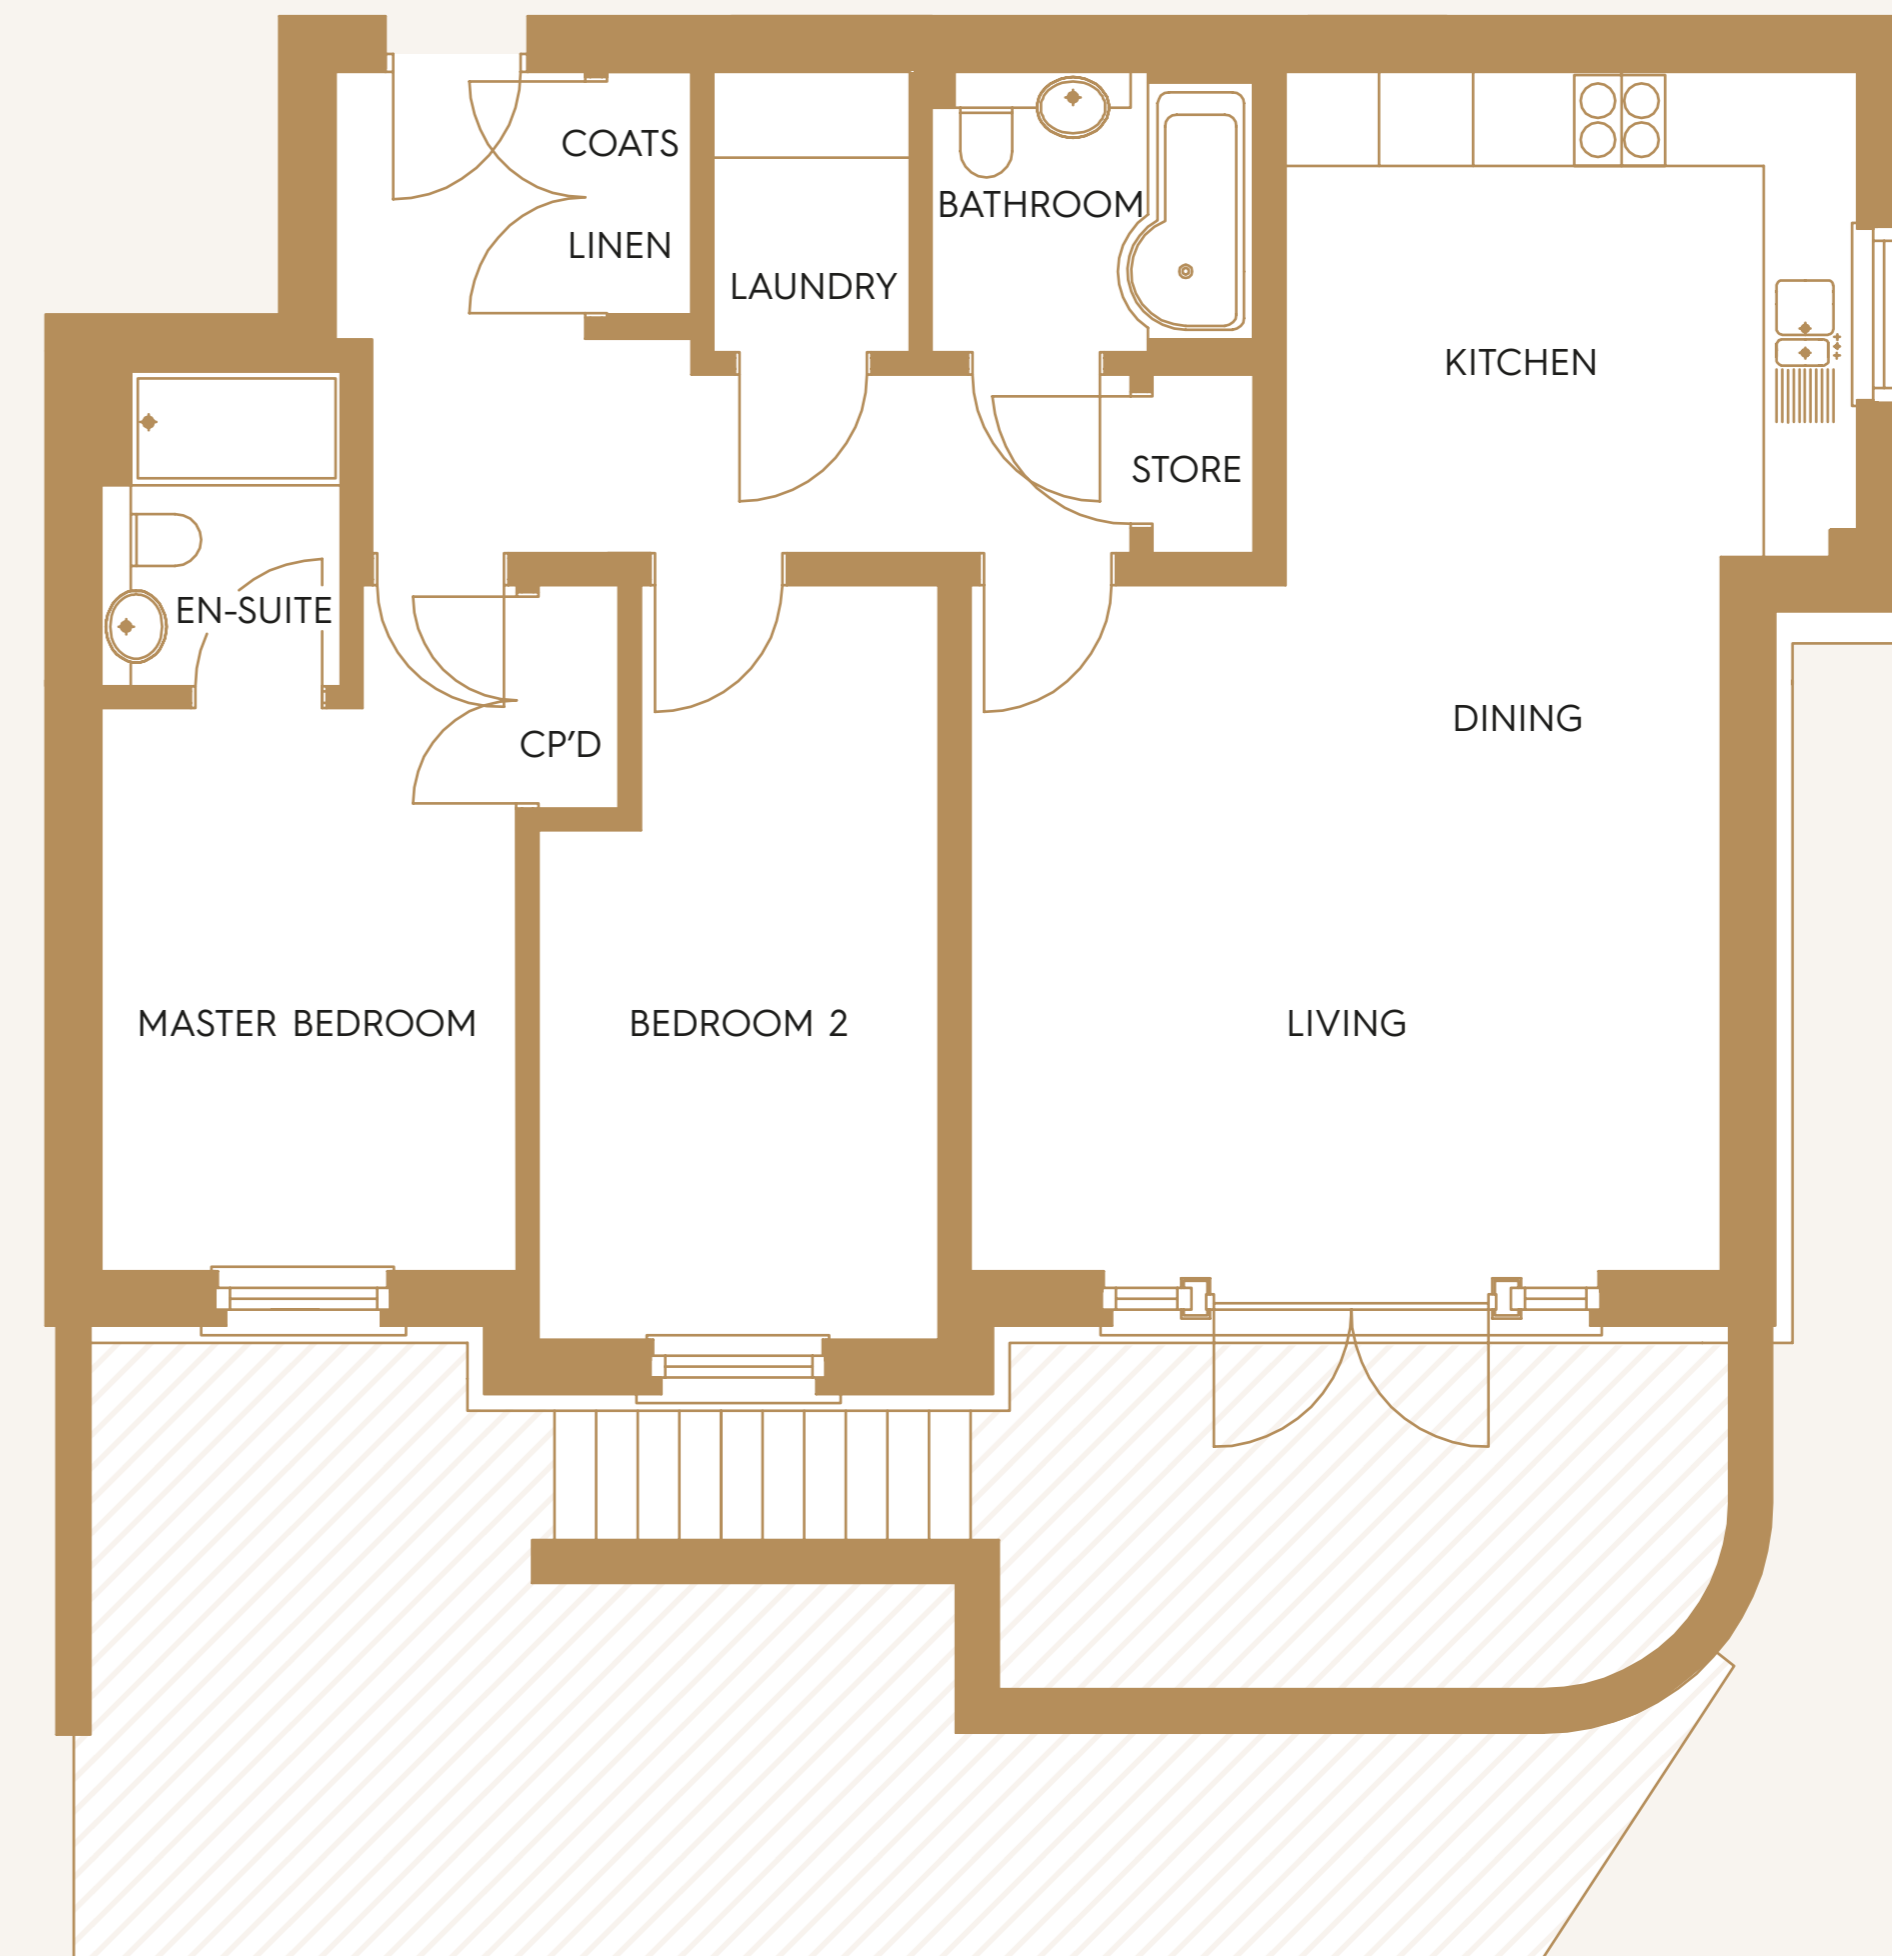 COATS
LINEN
LAUNDRY
BATHROOM
KITCHEN
STORE
EN-SUITE
CP'D
DINING
MASTER BEDROOM
BEDROOM 2
LIVING